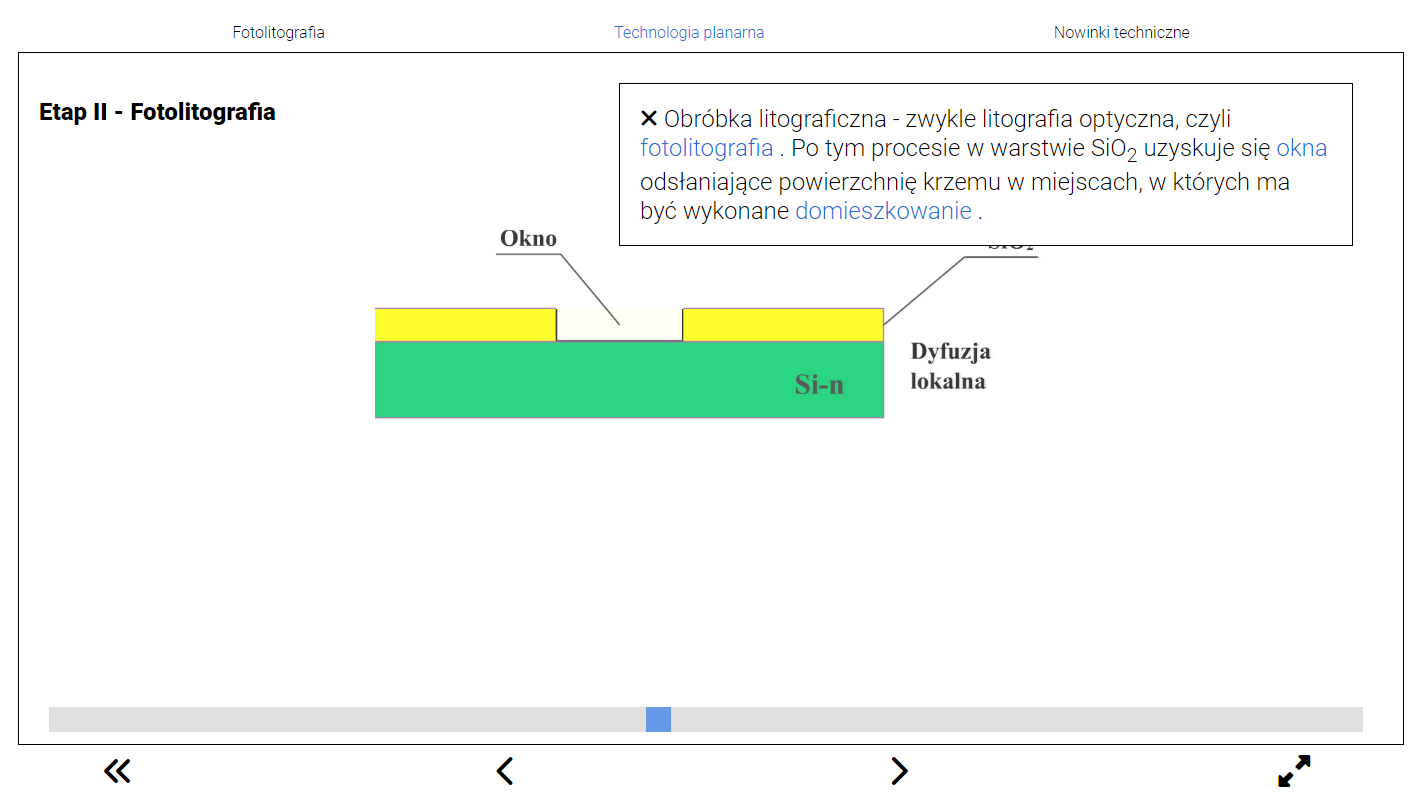 Fotolitografia
Technologia planarna
Nowinki techniczne
Etap II - Fotolitografia
Obróbka litograficzna - zwykle litografia optyczna, czyli
fotolitografia . Po tym procesie w warstwie SiO₂ uzyskuje się okna
odsłaniające powierzchnię krzemu w miejscach, w których ma
być wykonane domieszkowanie .
Okno
SiO₂
Dyfuzja
lokalna
Si-n